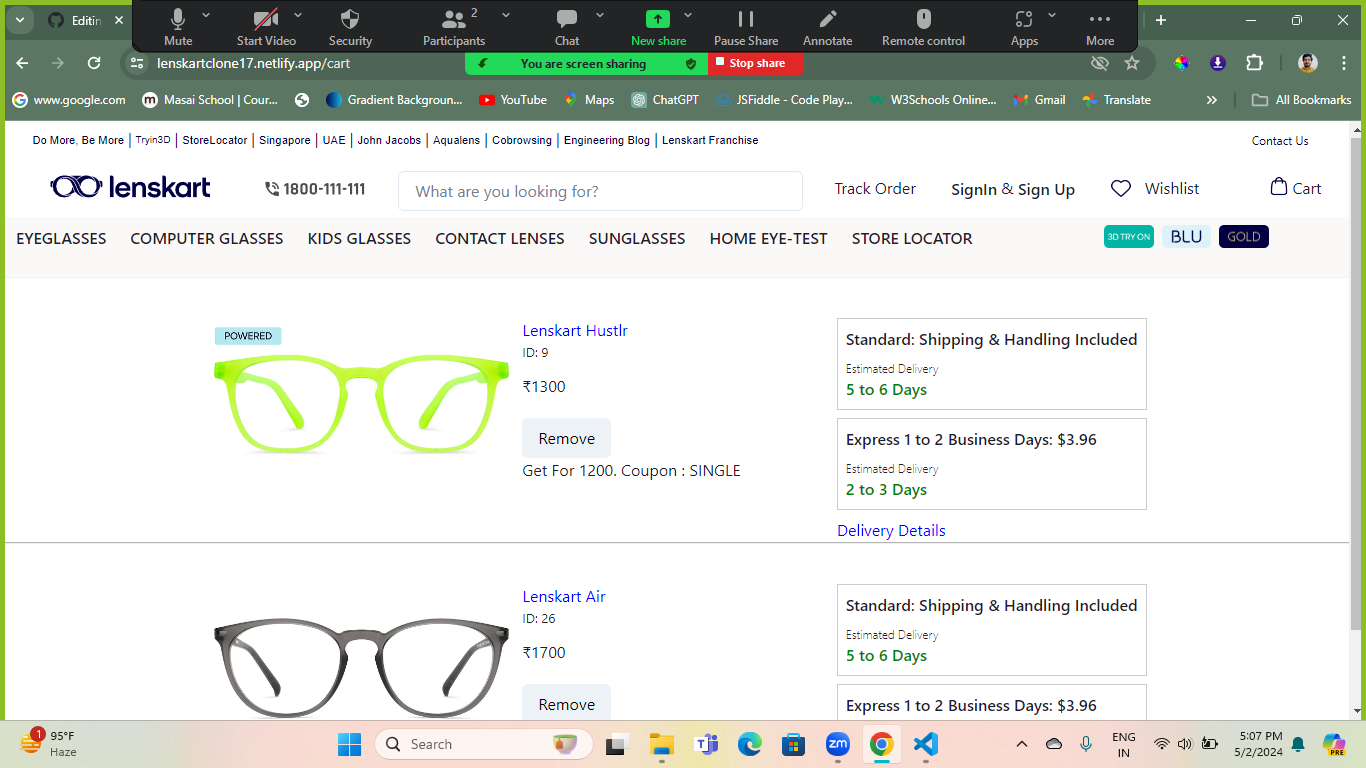 Editin
2
Mute
Start Video
Security
Participants
Chat
New share
Pause Share
Annotate
Remote control
Apps
More
lenskartclone17.netlify.app/cart
You are screen sharing
Stop share
www.google.com
Masai School | Cour...
Gradient Backgroun...
YouTube
Maps
ChatGPT
JSFiddle - Code Play...
W3Schools Online...
Gmail
Translate
»
All Bookmarks
Do More, Be More | Tryin3D | StoreLocator | Singapore | UAE | John Jacobs | Aqualens | Cobrowsing | Engineering Blog | Lenskart Franchise
Contact Us
lenskart
1800-111-111
What are you looking for?
Track Order
SignIn & Sign Up
Wishlist
Cart
EYEGLASSES
COMPUTER GLASSES
KIDS GLASSES
CONTACT LENSES
SUNGLASSES
HOME EYE-TEST
STORE LOCATOR
3D TRY ON
BLU
GOLD
POWERED
Lenskart Hustlr
ID: 9
₹1300
Remove
Get For 1200. Coupon : SINGLE
Standard: Shipping & Handling Included
Estimated Delivery
5 to 6 Days
Express 1 to 2 Business Days: $3.96
Estimated Delivery
2 to 3 Days
Delivery Details
Lenskart Air
ID: 26
₹1700
Remove
Standard: Shipping & Handling Included
Estimated Delivery
5 to 6 Days
Express 1 to 2 Business Days: $3.96
1
95°F
Haze
Search
zm
ENG
IN
5:07 PM
5/2/2024
PRE